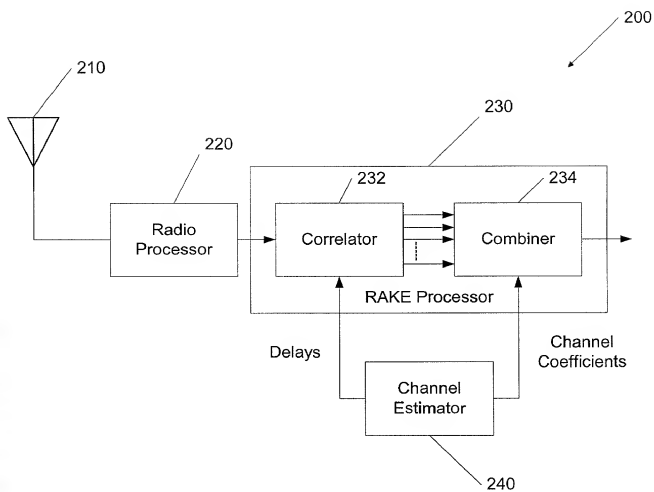 200
210
230
220
232
234
Radio
Processor
Correlator
Combiner
RAKE Processor
Delays
Channel
Coefficients
Channel
Estimator
240